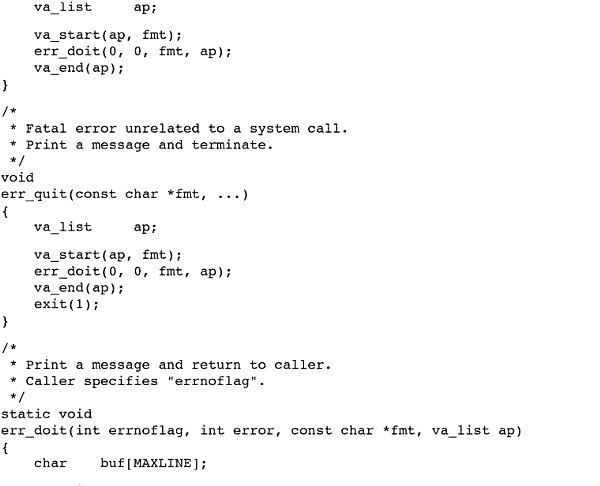 va_list     ap;
va_start(ap, fmt);
err_doit(0, 0, fmt, ap);
va_end(ap);
}
/*
 * Fatal error unrelated to a system call.
 * Print a message and terminate.
 */
void
err_quit(const char *fmt, ...)
{
    va_list     ap;
    va_start(ap, fmt);
    err_doit(0, 0, fmt, ap);
    va_end(ap);
    exit(1);
}
/*
 * Print a message and return to caller.
 * Caller specifies "errnoflag".
 */
static void
err_doit(int errnoflag, int error, const char *fmt, va_list ap)
{
    char    buf[MAXLINE];